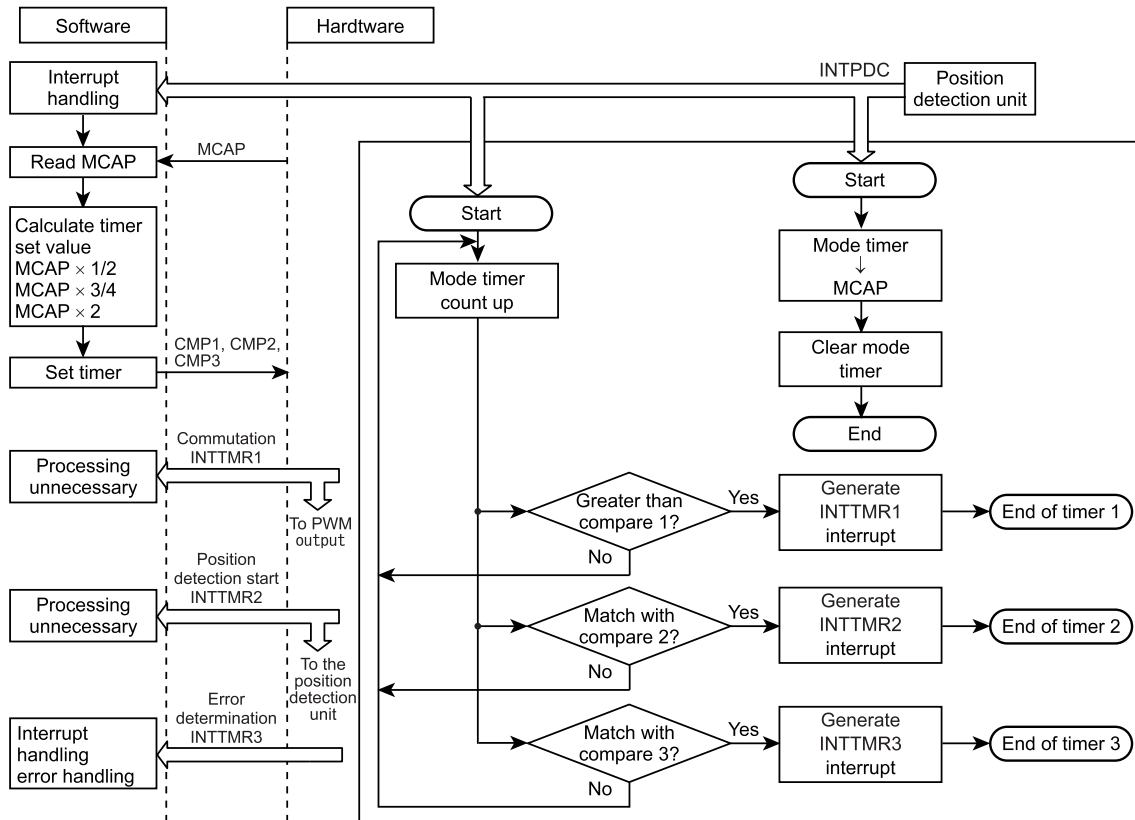 Software
Hardtware
Interrupt
handling
INTPDC
Position
detection unit
Read MCAP
MCAP
Start
Start
Calculate timer
set value
MCAP × 1/2
MCAP × 3/4
MCAP × 2
Mode timer
count up
Mode timer
↓
MCAP
Clear mode
timer
End
Set timer
CMP1, CMP2,
CMP3
Processing
unnecessary
Commutation
INTTMR1
To PWM
output
Greater than
compare 1?
Yes
No
Generate
INTTMR1
interrupt
End of timer 1
Processing
unnecessary
Position
detection start
INTTMR2
To the
position
detection
unit
Match with
compare 2?
Yes
No
Generate
INTTMR2
interrupt
End of timer 2
Interrupt
handling
error handling
Error
determination
INTTMR3
Match with
compare 3?
Yes
No
Generate
INTTMR3
interrupt
End of timer 3